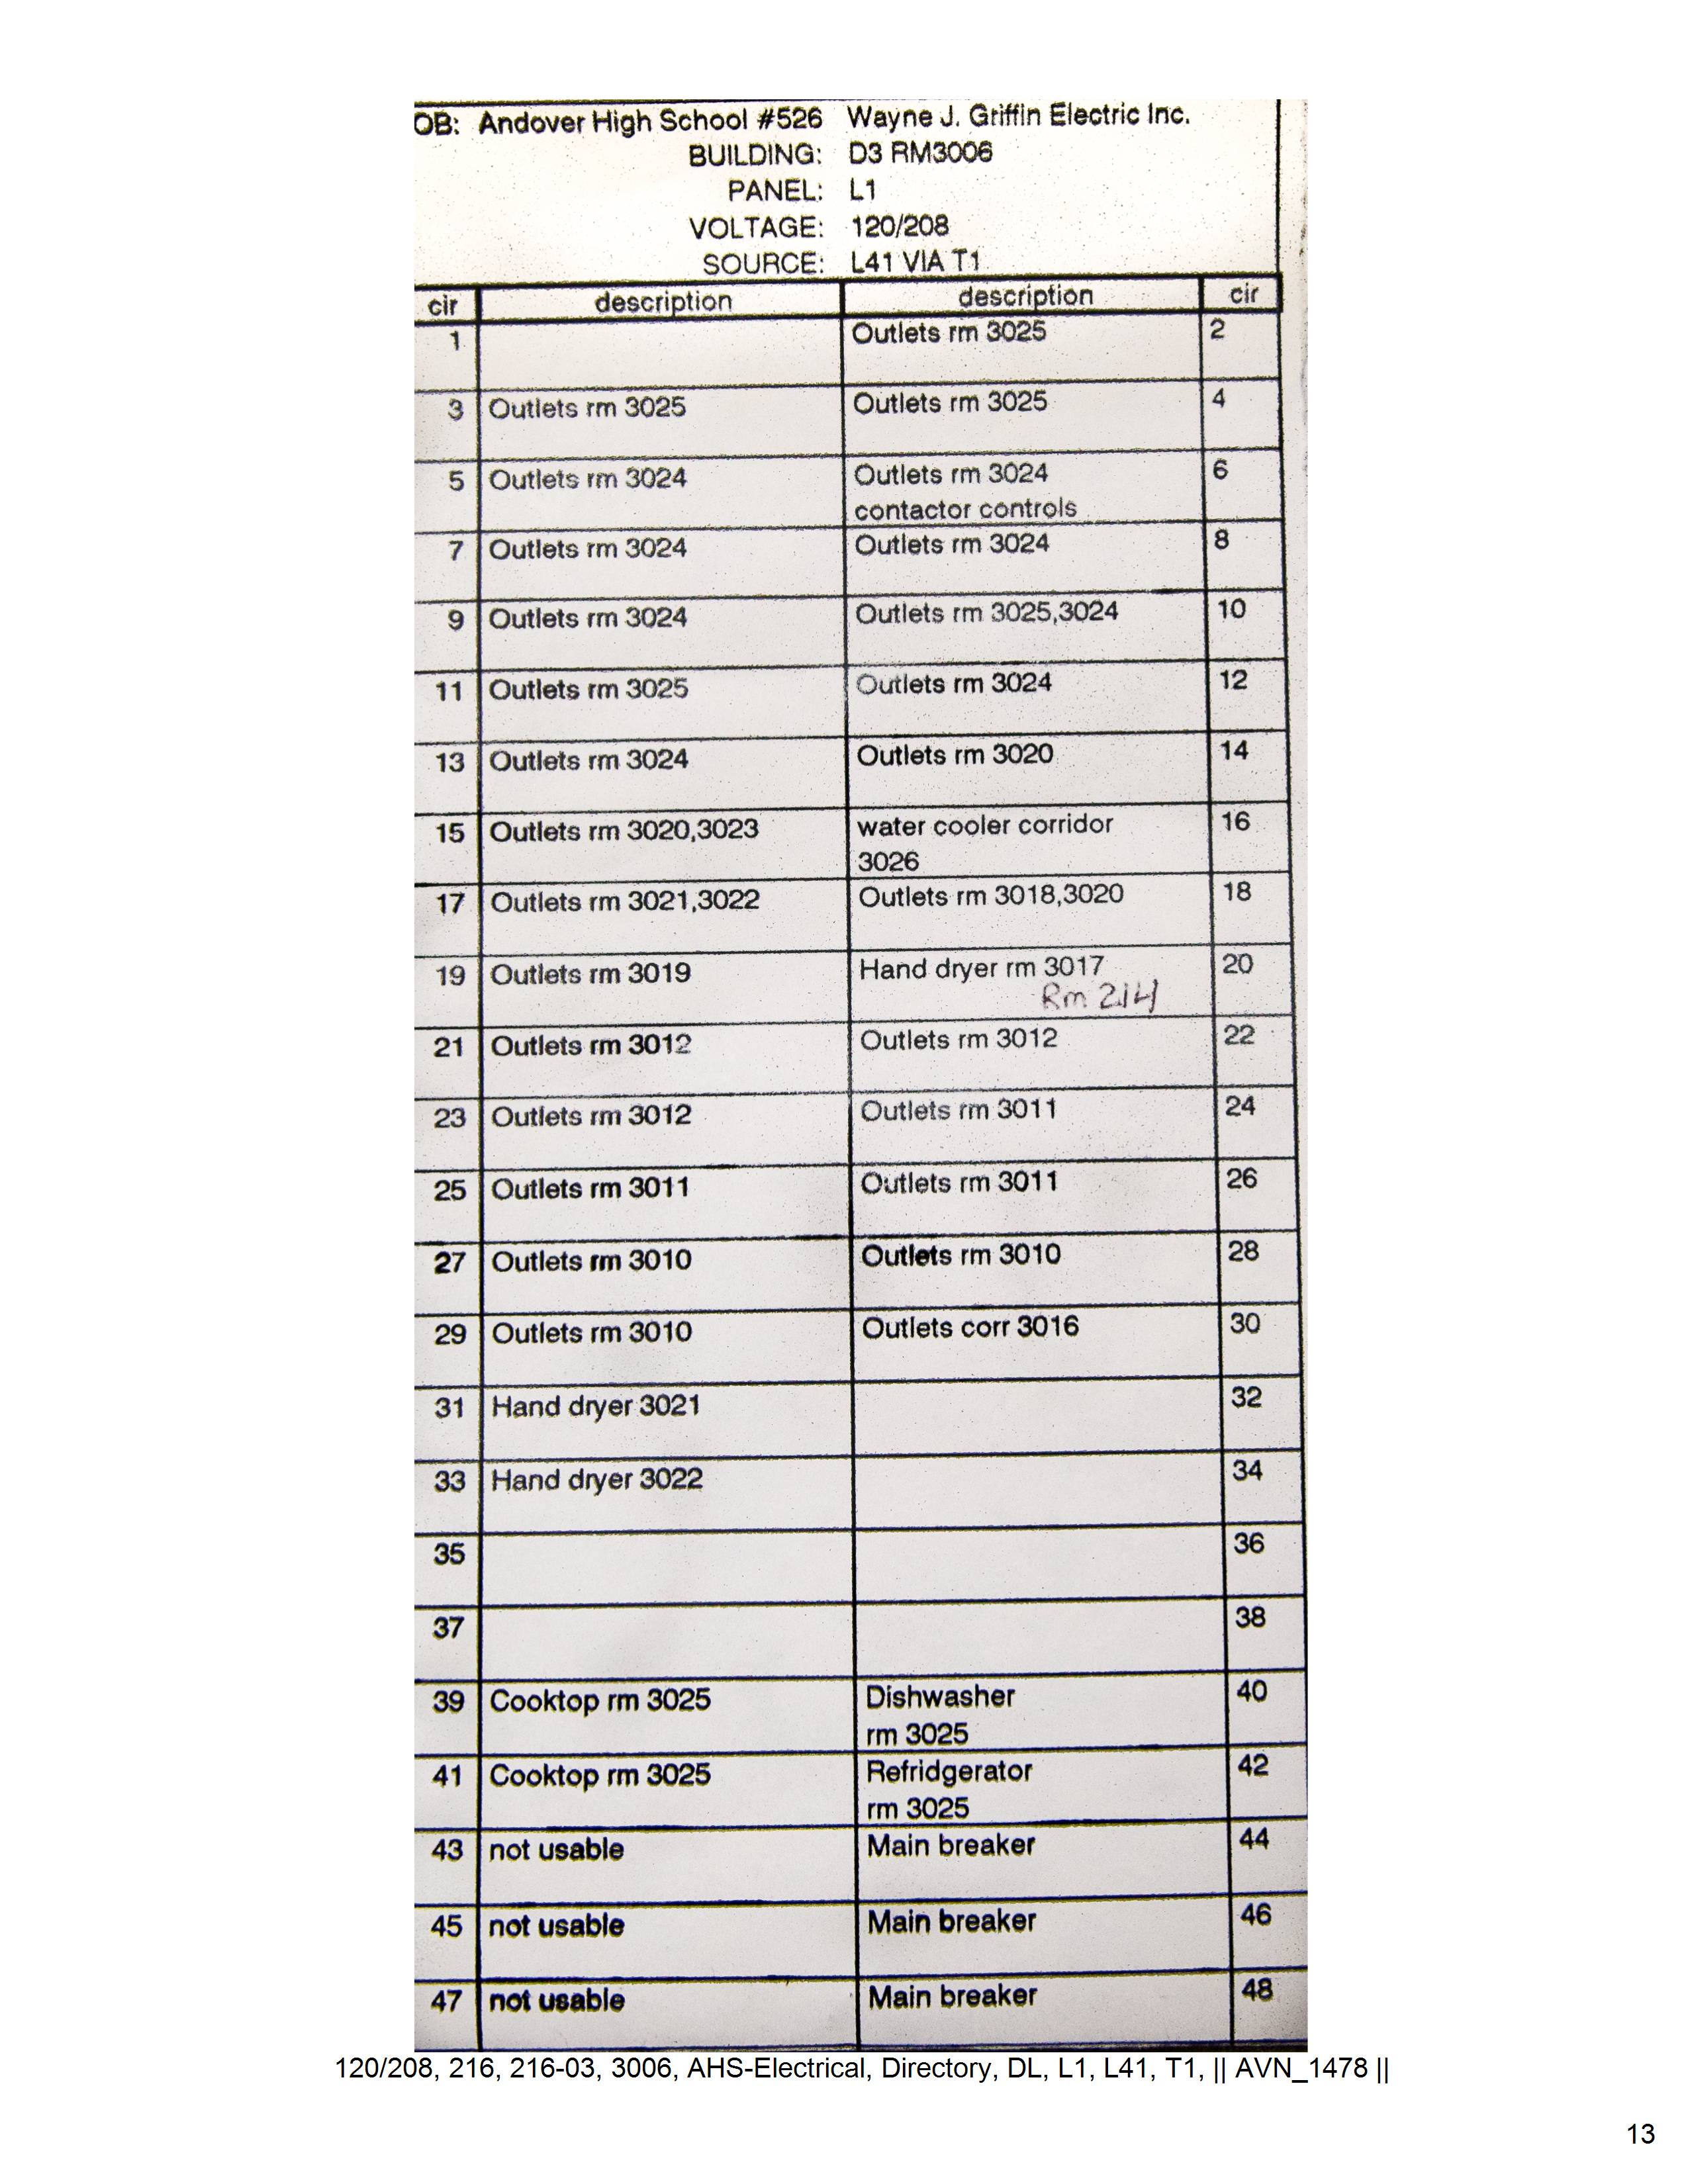 OB: Andover High School #526 Wayne J. Griffin Electric Inc.
BUILDING: D3 RM3006
PANEL: L1
VOLTAGE: 120/208
SOURCE: L41 VIA T1
cir description description cir
1 Outlets rm 3025 2
3 Outlets rm 3025 Outlets rm 3025 4
5 Outlets rm 3024 Outlets rm 3024 6
contactor controls
7 Outlets rm 3024 Outlets rm 3024 8
9 Outlets rm 3024 Outlets rm 3025,3024 10
11 Outlets rm 3025 Outlets rm 3024 12
13 Outlets rm 3024 Outlets rm 3020 14
15 Outlets rm 3020,3023 water cooler corridor 16
3026
17 Outlets rm 3021,3022 Outlets rm 3018,3020 18
19 Outlets rm 3019 Hand dryer rm 3017 20
Rm 214
21 Outlets rm 3012 Outlets rm 3012 22
23 Outlets rm 3012 Outlets rm 3011 24
25 Outlets rm 3011 Outlets rm 3011 26
27 Outlets rm 3010 Outlets rm 3010 28
29 Outlets rm 3010 Outlets corr 3016 30
31 Hand dryer 3021 32
33 Hand dryer 3022 34
35 36
37 38
39 Cooktop rm 3025 Dishwasher 40
rm 3025
41 Cooktop rm 3025 Refridgerator 42
rm 3025
43 not usable Main breaker 44
45 not usable Main breaker 46
47 not usable Main breaker 48
120/208, 216, 216-03, 3006, AHS-Electrical, Directory, DL, L1, L41, T1, || AVN_1478 ||
13